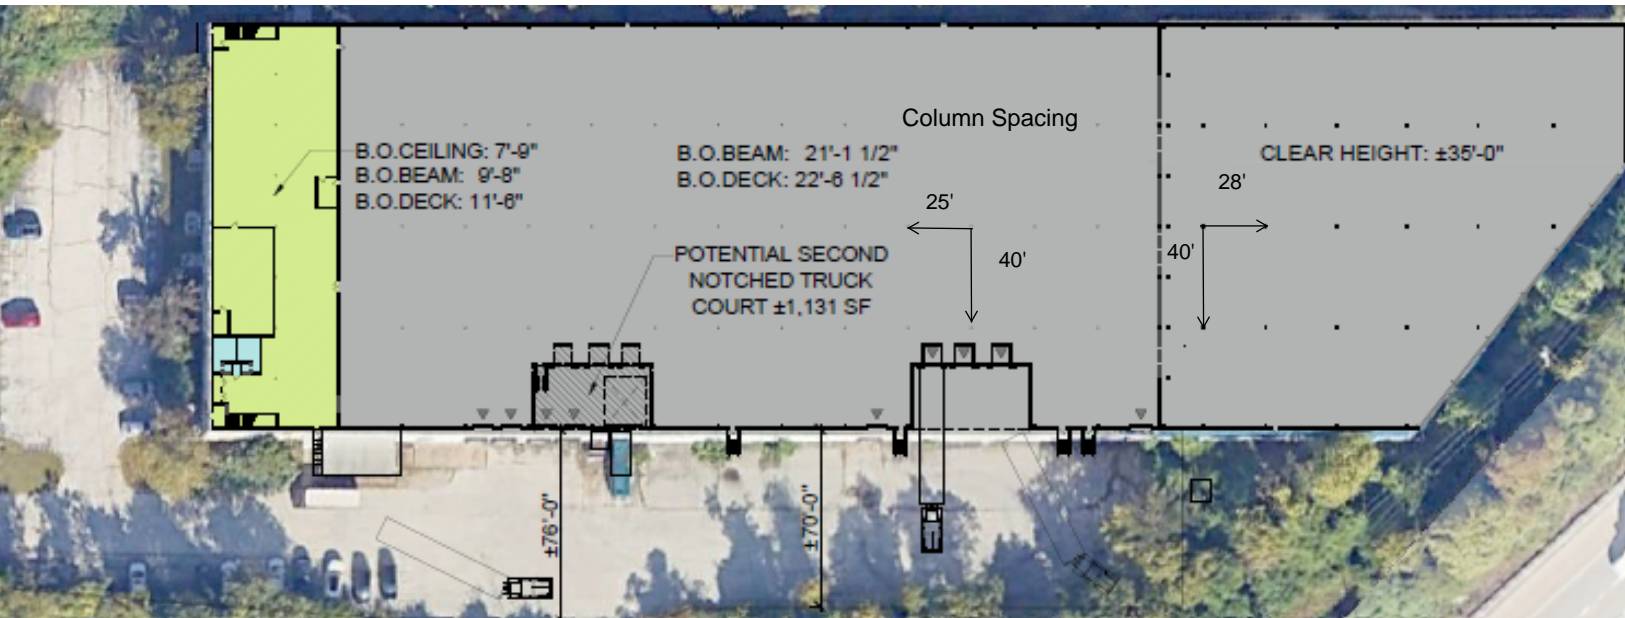 Column Spacing
B.O.CEILING: 7'-9"
B.O.BEAM: 9'-8"
B.O.DECK: 11'-6"
B.O.BEAM: 21'-1 1/2"
B.O.DECK: 22'-6 1/2"
CLEAR HEIGHT: ±35'-0"
25'
40'
28'
40'
POTENTIAL SECOND
NOTCHED TRUCK
COURT ±1,131 SF
±76'-0"
±70'-0"